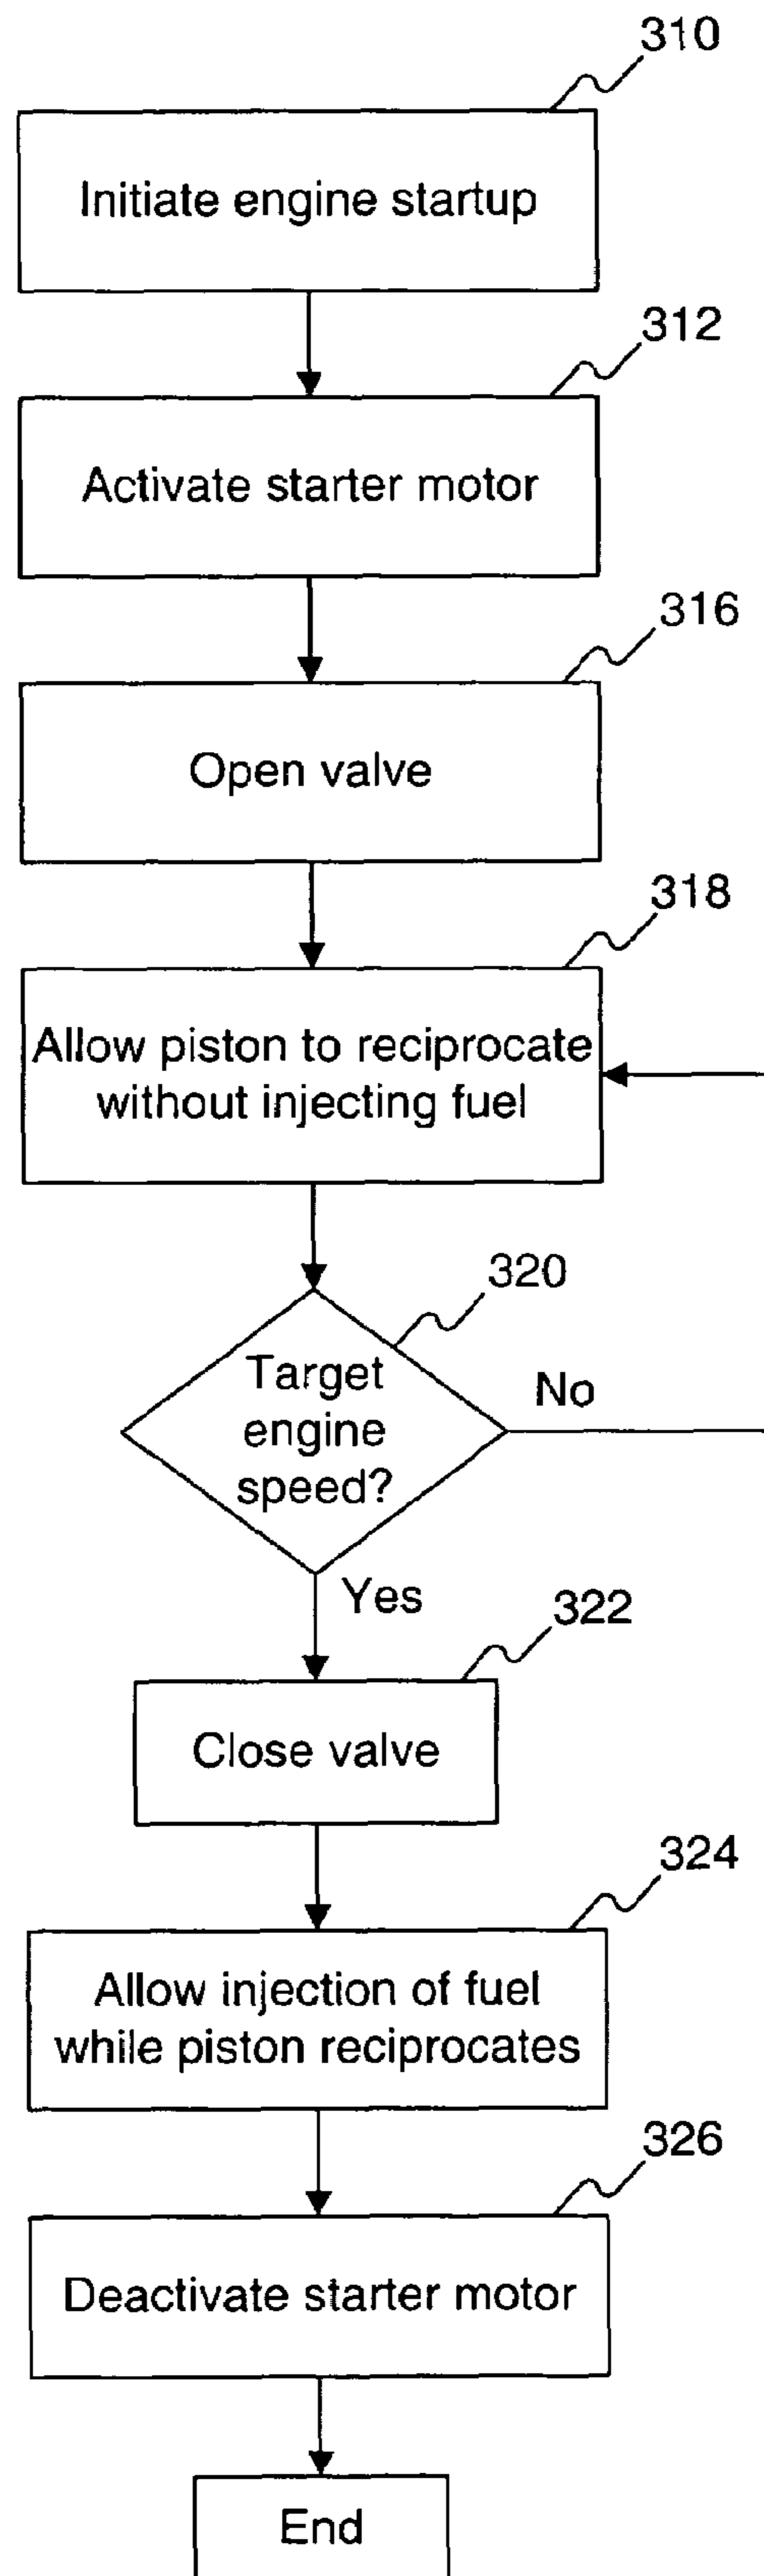 310
Initiate engine startup
312
Activate starter motor
316
Open valve
318
Allow piston to reciprocate
without injecting fuel
320
Target
engine
speed?
No
Yes
322
Close valve
324
Allow injection of fuel
while piston reciprocates
326
Deactivate starter motor
End